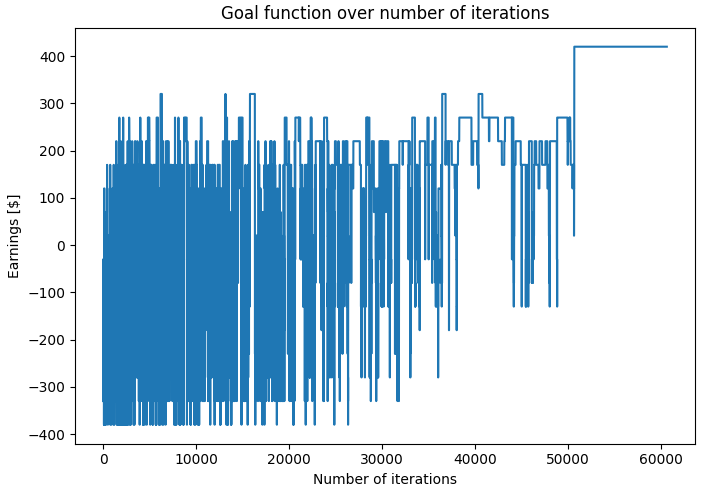 Goal function over number of iterations
Earnings [$]
400
300
200
100
0
−100
−200
−300
−400
0 10000 20000 30000 40000 50000 60000
Number of iterations